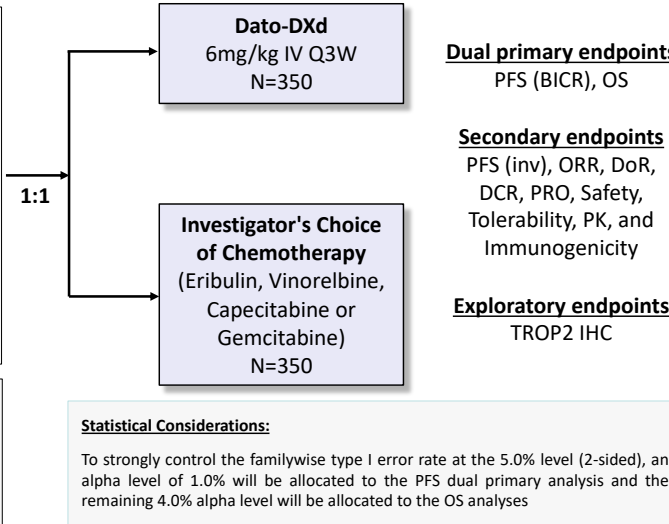 Dato-DXd
6mg/kg IV Q3W
N=350
1:1
Investigator's Choice
of Chemotherapy
(Eribulin, Vinorelbine,
Capecitabine or
Gemcitabine)
N=350
Dual primary endpoints
PFS (BICR), OS
Secondary endpoints
PFS (inv), ORR, DoR,
DCR, PRO, Safety,
Tolerability, PK, and
Immunogenicity
Exploratory endpoints
TROP2 IHC
Statistical Considerations:
To strongly control the familywise type I error rate at the 5.0% level (2-sided), an
alpha level of 1.0% will be allocated to the PFS dual primary analysis and the
remaining 4.0% alpha level will be allocated to the OS analyses